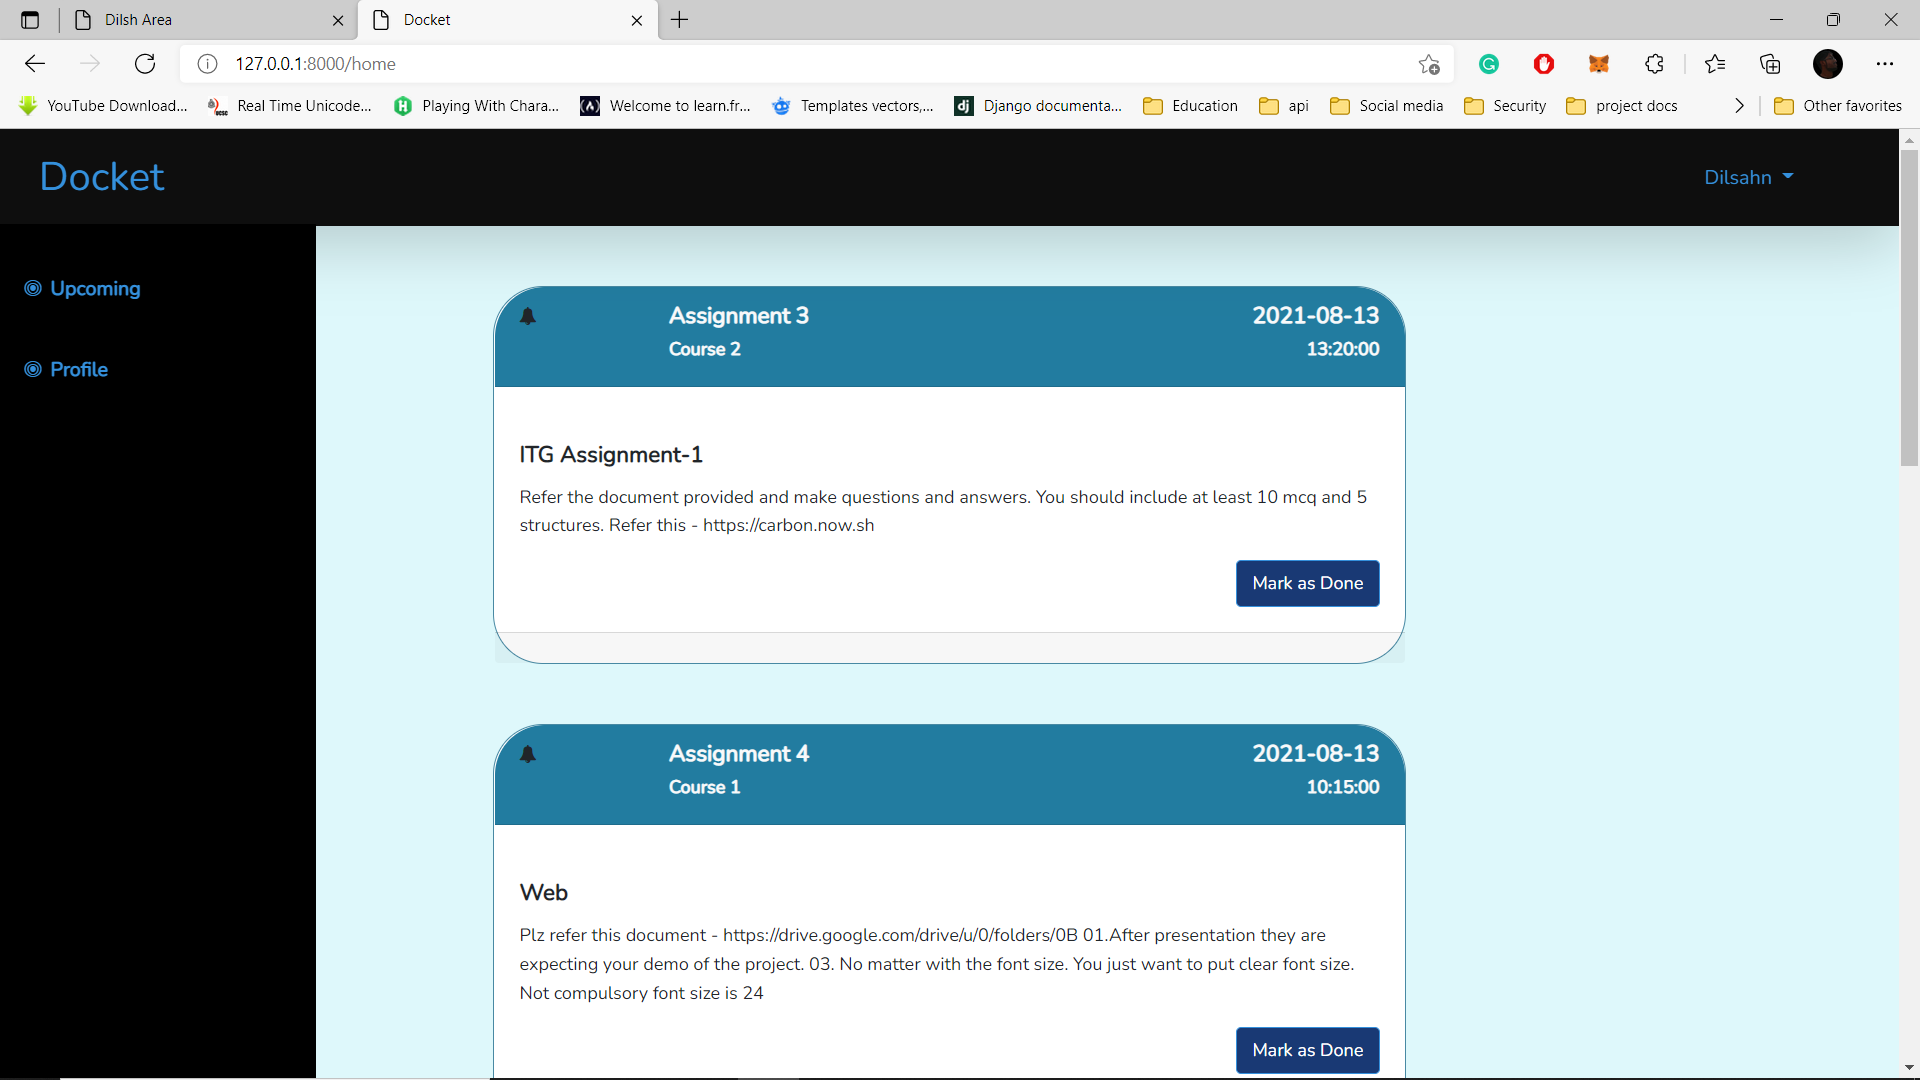 Dilsh Area
Docket
127.0.0.1:8000/home
YouTube Download...
Real Time Unicode...
Playing With Chara...
Welcome to learn.fr...
Templates vectors,...
Django documenta...
Education
api
Social media
Security
project docs
Other favorites
Docket
Dilsahn
Upcoming
Profile
Assignment 3
2021-08-13
Course 2
13:20:00
ITG Assignment-1
Refer the document provided and make questions and answers. You should include at least 10 mcq and 5
structures. Refer this - https://carbon.now.sh
Mark as Done
Assignment 4
2021-08-13
Course 1
10:15:00
Web
Plz refer this document - https://drive.google.com/drive/u/0/folders/0B 01.After presentation they are
expecting your demo of the project. 03. No matter with the font size. You just want to put clear font size.
Not compulsory font size is 24
Mark as Done